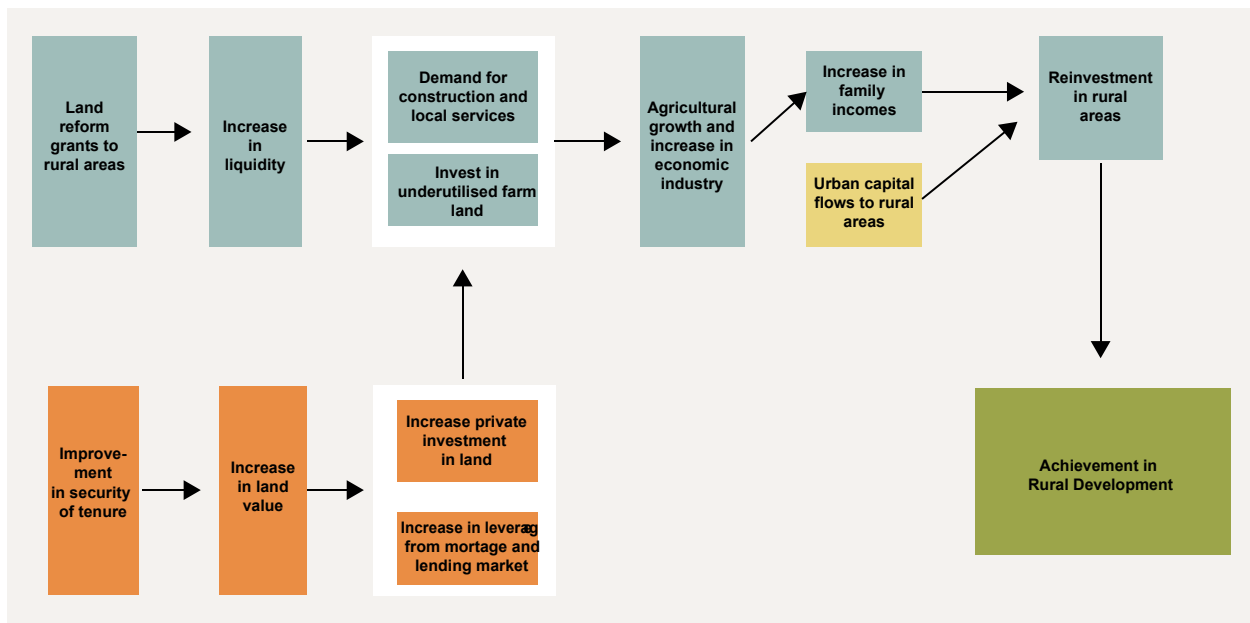 Land
reform
grants to
rural areas
Increase
in
liquidity
Demand for
construction and
local services
Invest in
underutilised farm
land
Agricultural
growth and
increase in
economic
industry
Increase in
family
incomes
Urban capital
flows to rural
areas
Reinvestment
in rural
areas
Improve-
ment
in security
of tenure
Increase
in land
value
Increase private
investment
in land
Increase in leverag
from mortage and
lending market
Achievement in
Rural Development